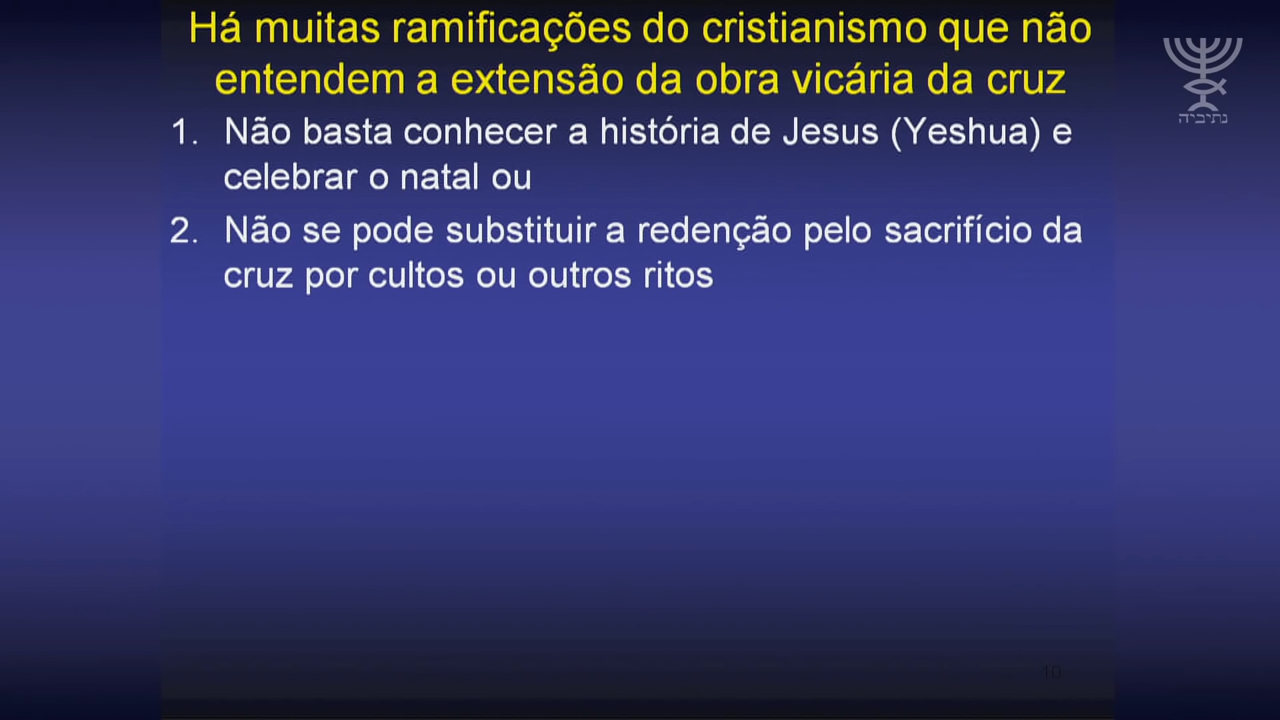 Há muitas ramificações do cristianismo que não
entendem a extensão da obra vicária da cruz
1. Não basta conhecer a história de Jesus (Yeshua) e
celebrar o natal ou
2. Não se pode substituir a redenção pelo sacrifício da
cruz por cultos ou outros ritos
נתיביה
10